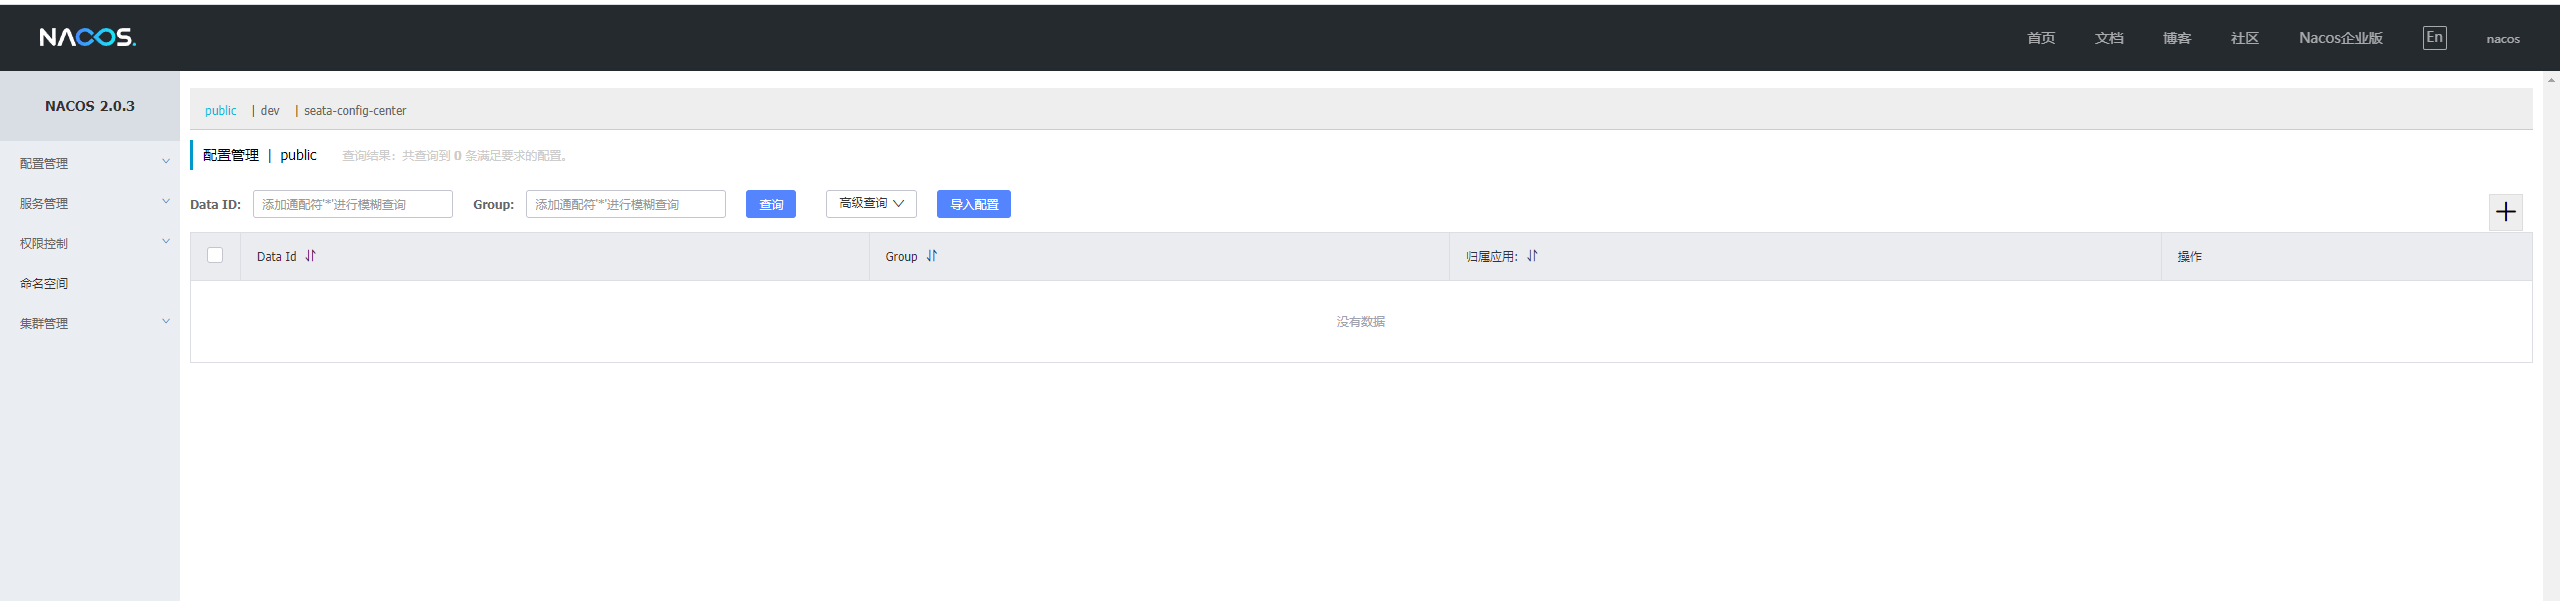 NACOS.
首页 文档 博客 社区 Nacos企业版 En nacos
NACOS 2.0.3
配置管理
服务管理
权限控制
命名空间
集群管理
public | dev | seata-config-center
配置管理 | public 查询结果：共查询到 0 条满足要求的配置。
Data ID: 添加通配符'*'进行模糊查询 Group: 添加通配符'*'进行模糊查询 查询 高级查询 导入配置
Data Id Group 归属应用: 操作
没有数据